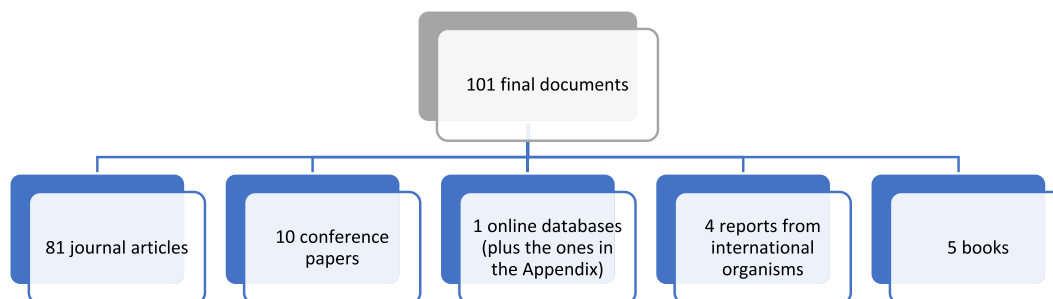 101 final documents
81 journal articles
10 conference
papers
1 online databases
(plus the ones in
the Appendix)
4 reports from
international
organisms
5 books